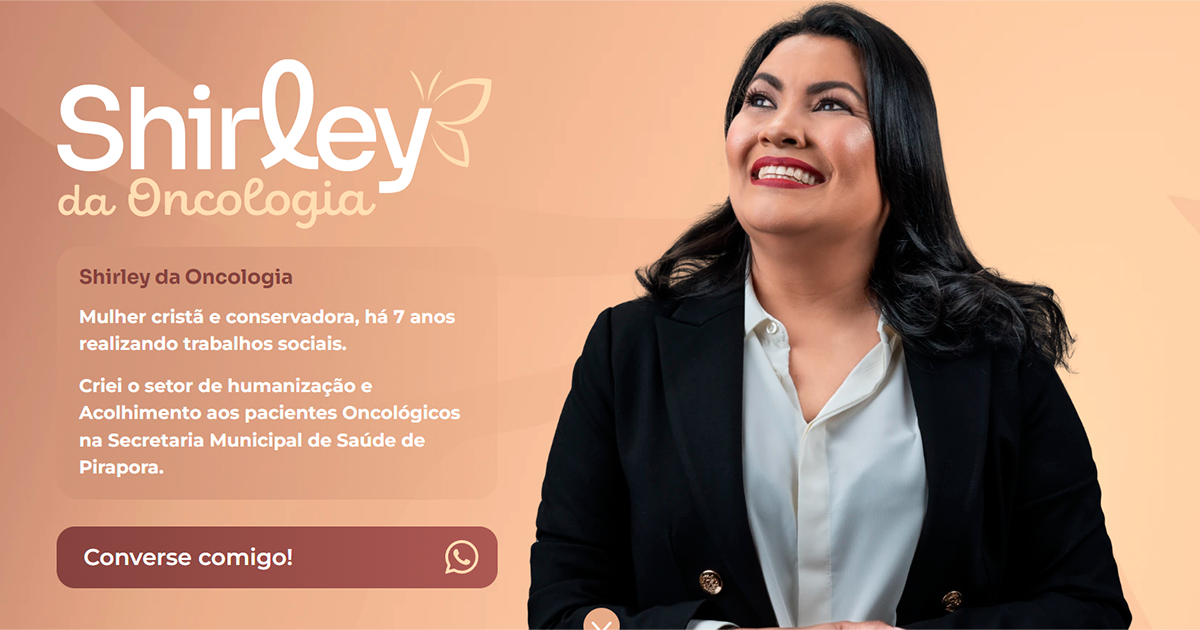 Shirley
da Oncologia
Shirley da Oncologia
Mulher cristã e conservadora, há 7 anos
realizando trabalhos sociais.
Criei o setor de humanização e
Acolhimento aos pacientes Oncológicos
na Secretaria Municipal de Saúde de
Pirapora.
Converse comigo!